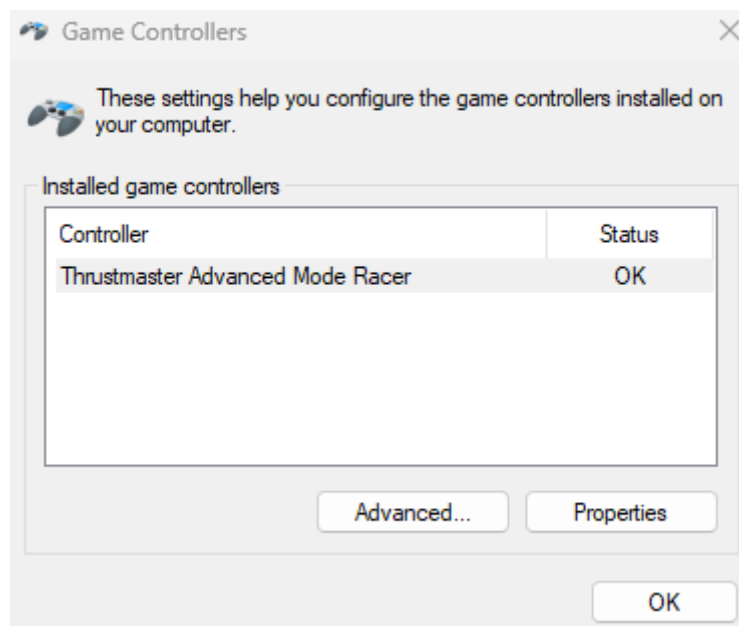 Game Controllers
These settings help you configure the game controllers installed on
your computer.
Installed game controllers
Controller Status
Thrustmaster Advanced Mode Racer OK
Advanced... Properties
OK